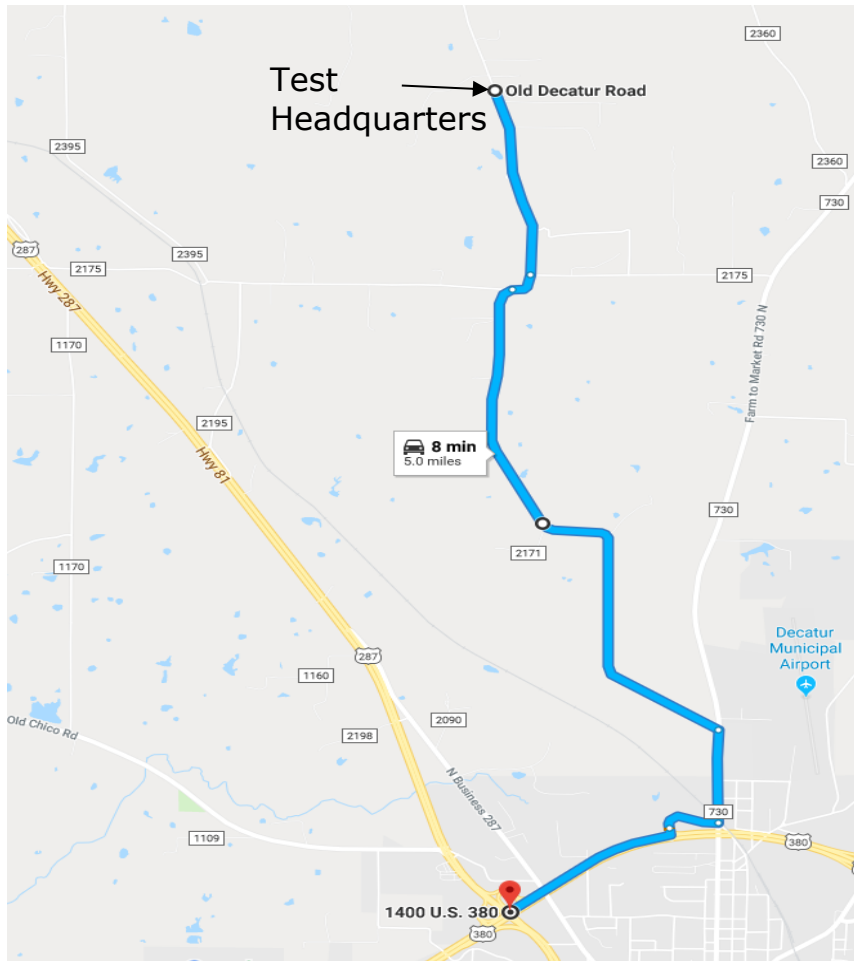 2360
Test
Headquarters
Old Decatur Road
2395
2360
730
287
2395
2175
2175
Hwy 287
1170
Farm to Market Rd 730 N
2195
8 min
5.0 miles
Hwy 81
730
2171
1170
Decatur
Municipal
Airport
287
1160
2090
Old Chico Rd
2198
N Business 287
730
1109
380
1400 U.S. 380
380